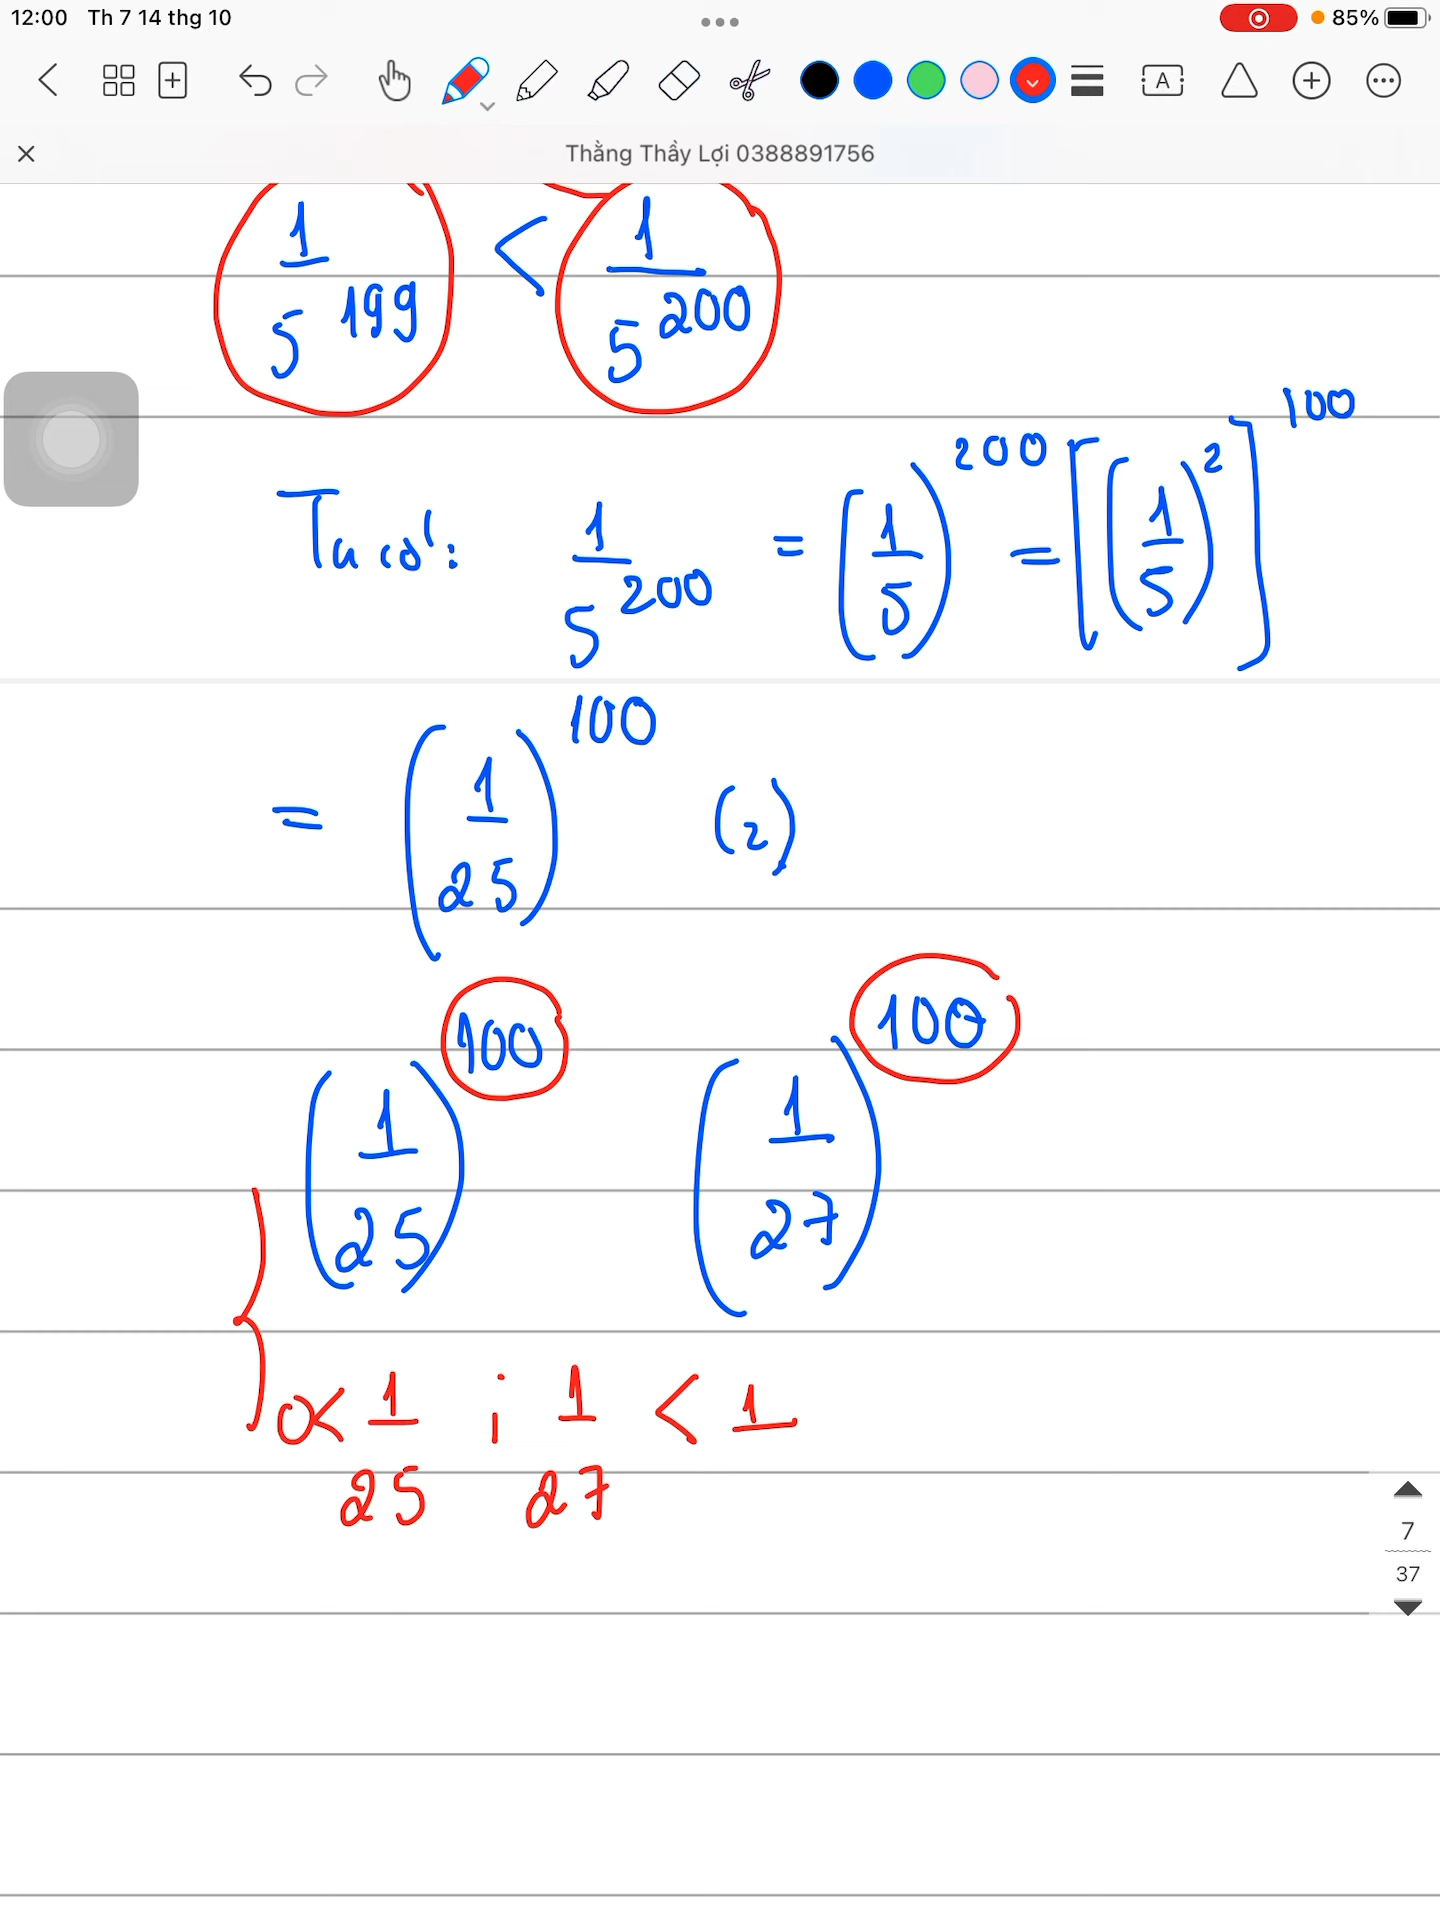 12:00 Th 7 14 thg 10 85%
A
Thằng Thầy Lợi 0388891756
1/5^199 < 1/5^200
Ta có: 1/5^200 = (1/5)^200 = [(1/5)^2]^100
= (1/25)^100 (2)
(1/25)^100 (1/27)^100
0< 1/25 ; 1/27 < 1
7
37